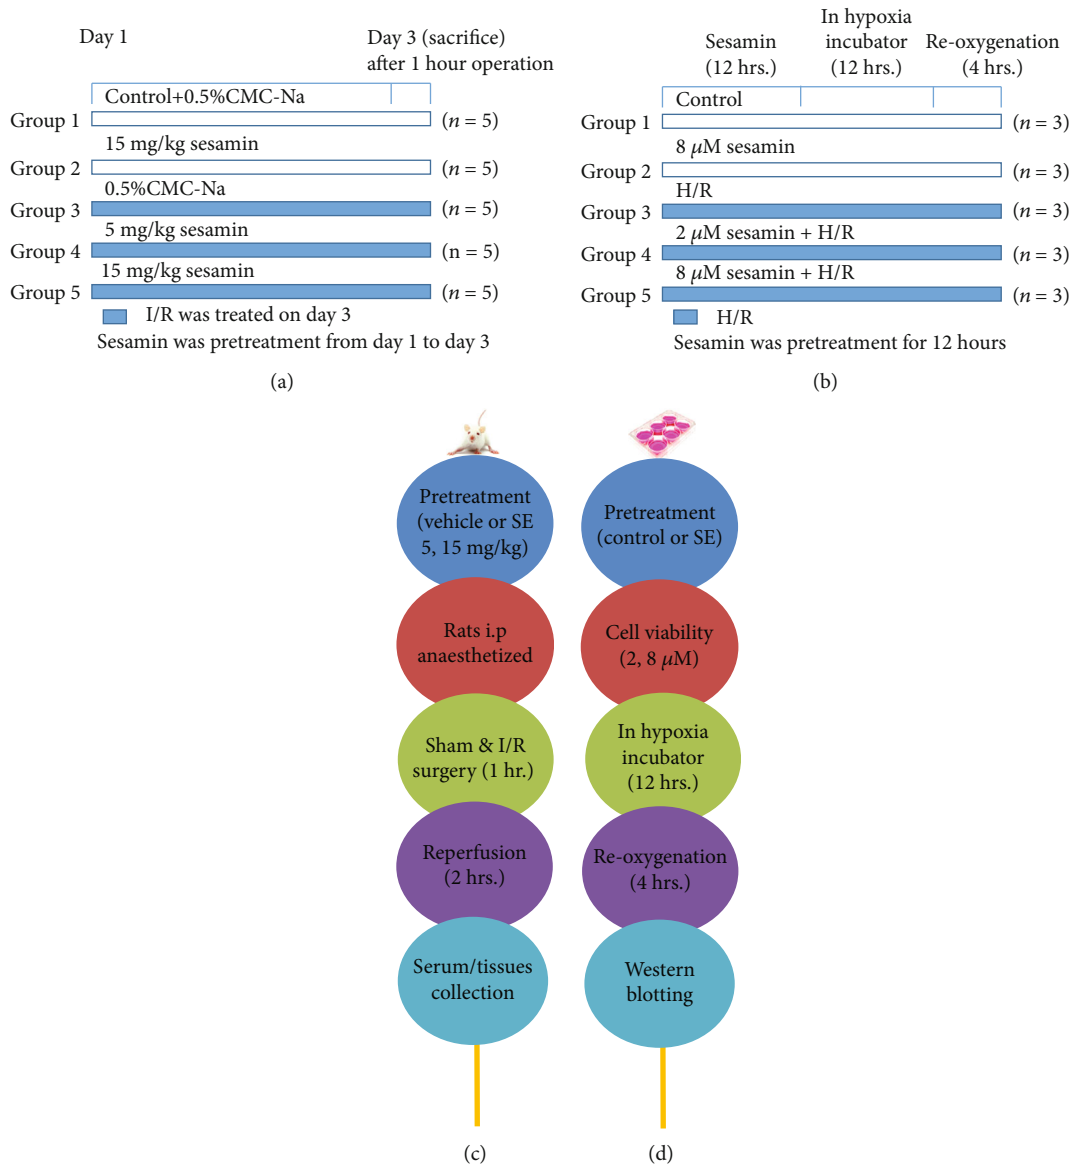 Day 1
Day 3 (sacrifice)
after 1 hour operation
Control+0.5%CMC-Na
Group 1 (n = 5)
15 mg/kg sesamin
Group 2 (n = 5)
0.5%CMC-Na
Group 3 (n = 5)
5 mg/kg sesamin
Group 4 (n = 5)
15 mg/kg sesamin
Group 5 (n = 5)
I/R was treated on day 3
Sesamin was pretreatment from day 1 to day 3
(a)
Sesamin
(12 hrs.)
In hypoxia
incubator
(12 hrs.)
Re-oxygenation
(4 hrs.)
Control
Group 1 (n = 3)
8 μM sesamin
Group 2 (n = 3)
H/R
Group 3 (n = 3)
2 μM sesamin + H/R
Group 4 (n = 3)
8 μM sesamin + H/R
Group 5 (n = 3)
H/R
Sesamin was pretreatment for 12 hours
(b)
Pretreatment
(vehicle or SE
5, 15 mg/kg)
Rats i.p
anaesthetized
Sham & I/R
surgery (1 hr.)
Reperfusion
(2 hrs.)
Serum/tissues
collection
(c)
Pretreatment
(control or SE)
Cell viability
(2, 8 μM)
In hypoxia
incubator
(12 hrs.)
Re-oxygenation
(4 hrs.)
Western
blotting
(d)